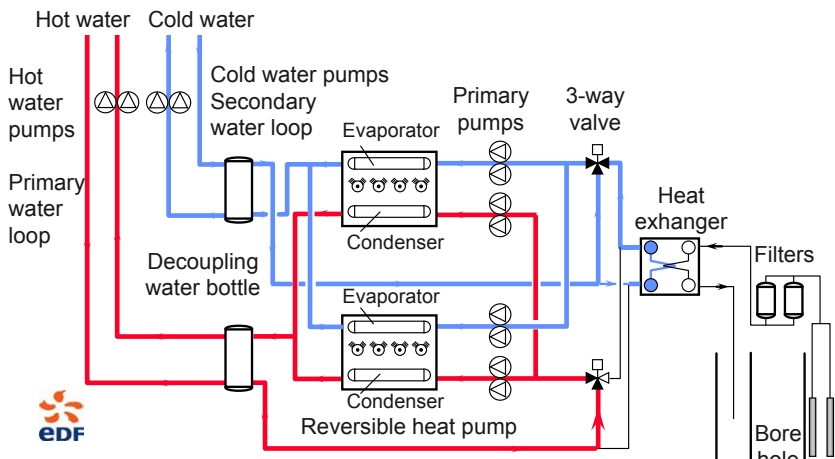 Hot water
Cold water
Hot
water
pumps
Cold water pumps
Secondary
water loop
Primary
pumps
3-way
valve
Evaporator
Primary
water
loop
Condenser
Heat
exhanger
Filters
Decoupling
water bottle
Evaporator
Condenser
Reversible heat pump
Bore
hole
eDF